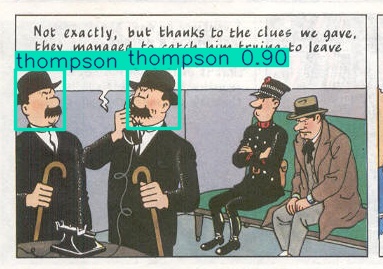 Not exactly, but thanks to the clues we gave,
they managed to catch him trying to leave
thompson thompson 0.90